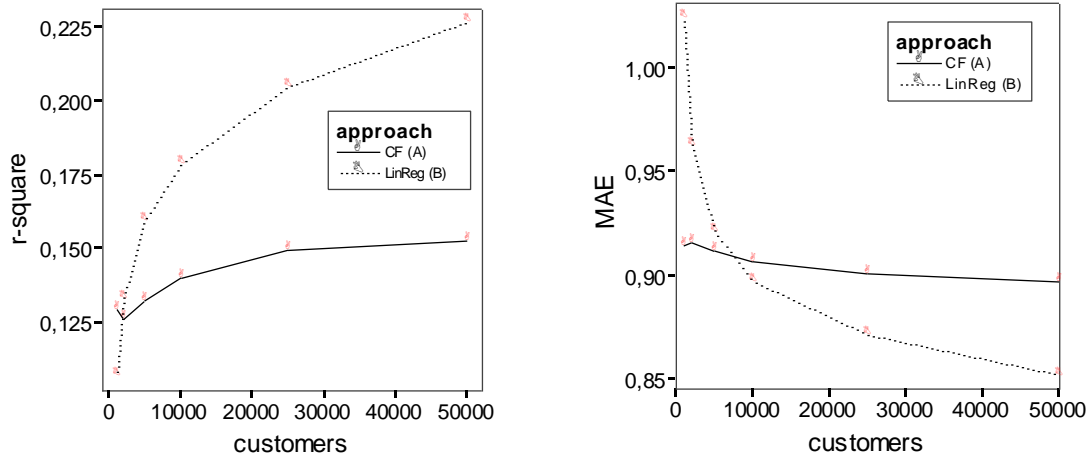 0,225
0,200
0,175
0,150
0,125
r-square
approach
CF (A)
LinReg (B)
0 10000 20000 30000 40000 50000
customers
1,00
0,95
0,90
0,85
MAE
approach
CF (A)
LinReg (B)
0 10000 20000 30000 40000 50000
customers